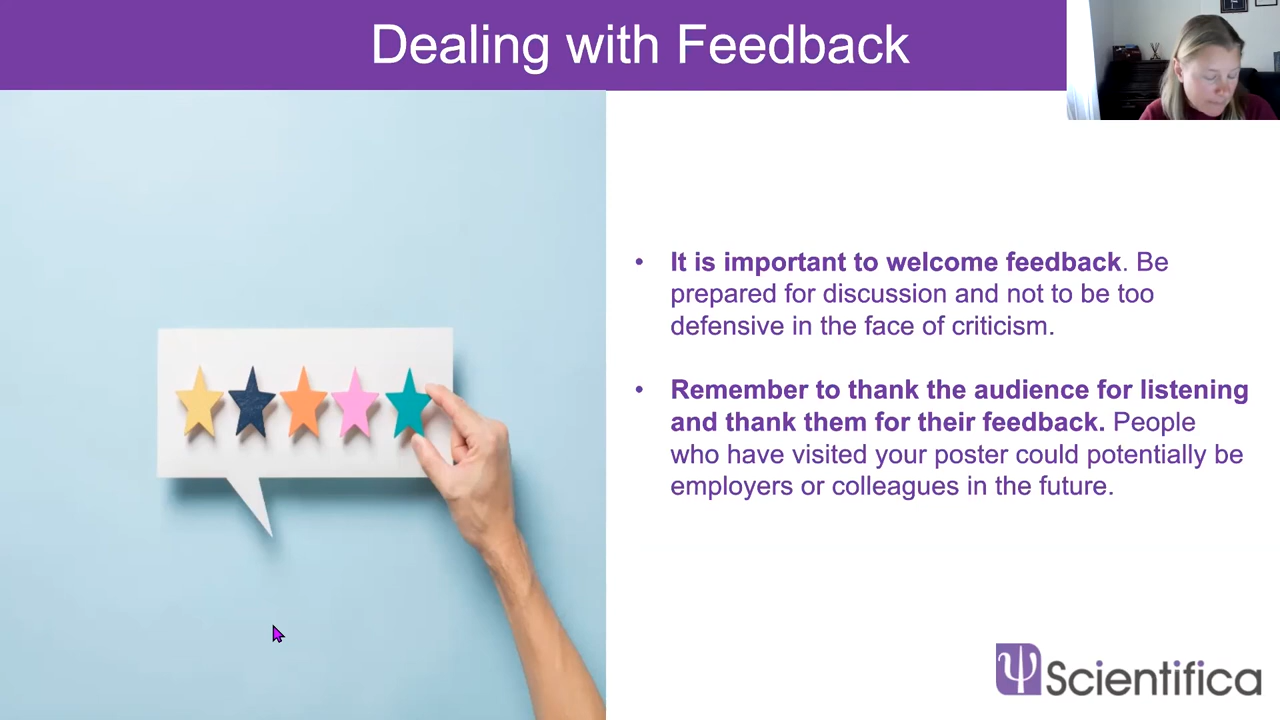 Dealing with Feedback
• It is important to welcome feedback. Be
prepared for discussion and not to be too
defensive in the face of criticism.
• Remember to thank the audience for listening
and thank them for their feedback. People
who have visited your poster could potentially be
employers or colleagues in the future.
ψ Scientifica